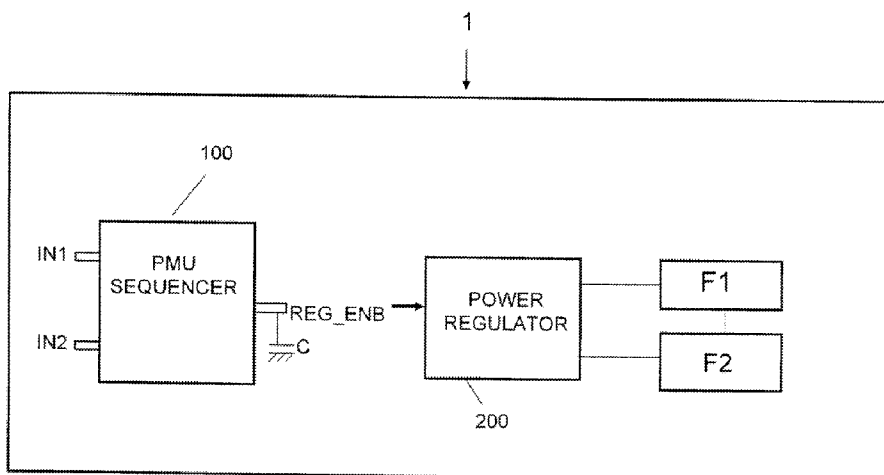 1
100
IN1
PMU
SEQUENCER
IN2
REG_ENB
C
POWER
REGULATOR
200
F1
F2